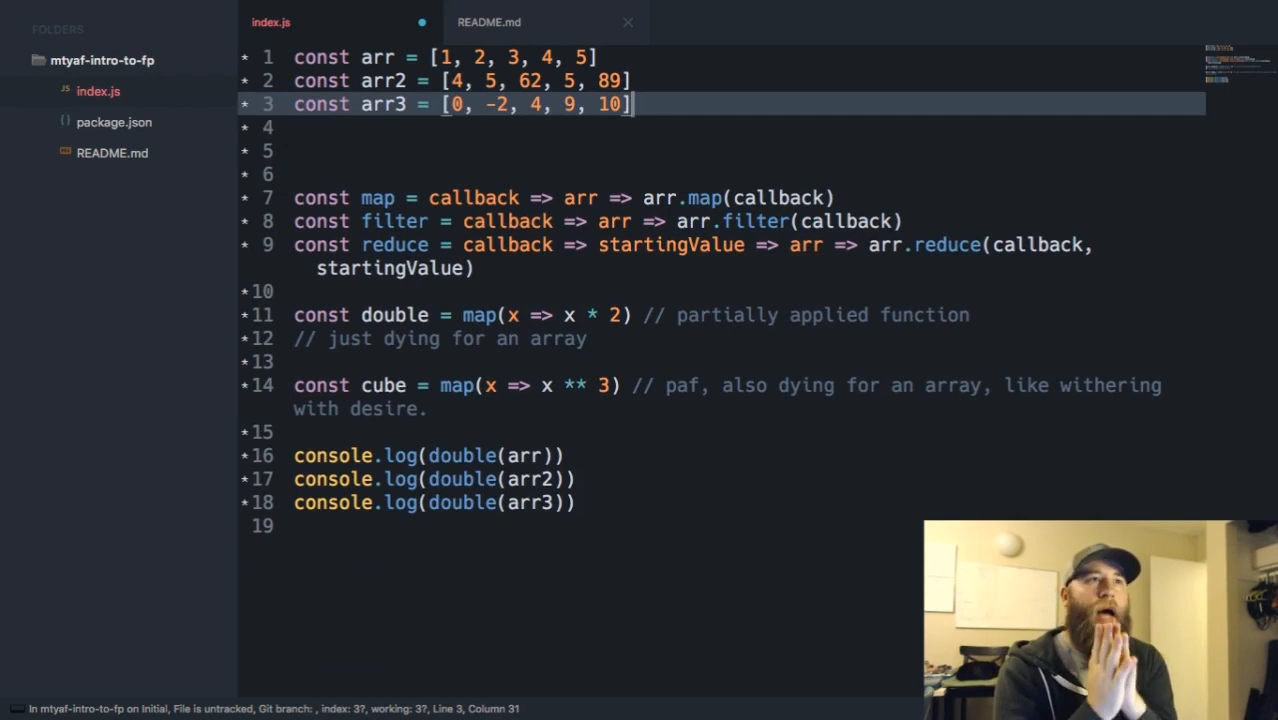 FOLDERS
mtyaf-intro-to-fp
index.js
package.json
README.md
index.js
README.md
* 1 const arr = [1, 2, 3, 4, 5]
* 2 const arr2 = [4, 5, 62, 5, 89]
* 3 const arr3 = [0, -2, 4, 9, 10]
* 4
* 5
* 6
* 7 const map = callback => arr => arr.map(callback)
* 8 const filter = callback => arr => arr.filter(callback)
* 9 const reduce = callback => startingValue => arr => arr.reduce(callback,
startingValue)
*10
*11 const double = map(x => x * 2) // partially applied function
*12 // just dying for an array
*13
*14 const cube = map(x => x ** 3) // paf, also dying for an array, like withering
with desire.
*15
*16 console.log(double(arr))
*17 console.log(double(arr2))
*18 console.log(double(arr3))
19
In mtyaf-intro-to-fp on Initial, File is untracked, Git branch: , index: 3?, working: 3?, Line 3, Column 31